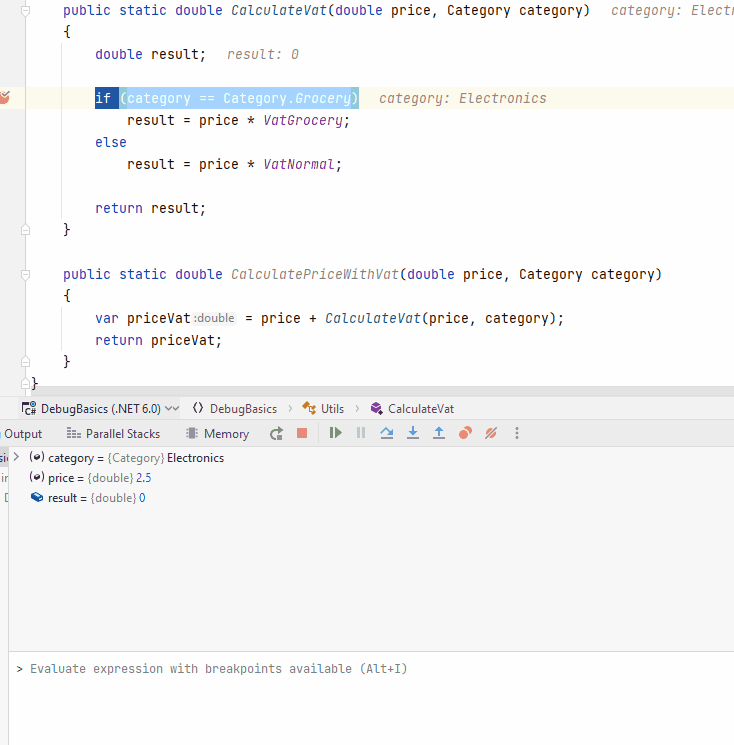 public static double CalculateVat(double price, Category category)   category: Electr
{
double result;   result: 0
if (category == Category.Grocery)   category: Electronics
result = price * VatGrocery;
else
result = price * VatNormal;
return result;
}
public static double CalculatePriceWithVat(double price, Category category)
{
var priceVat:double = price + CalculateVat(price, category);
return priceVat;
}
}
C# DebugBasics (.NET 6.0) DebugBasics Utils CalculateVat
Output Parallel Stacks Memory
category = {Category} Electronics
price = {double} 2.5
result = {double} 0
> Evaluate expression with breakpoints available (Alt+I)